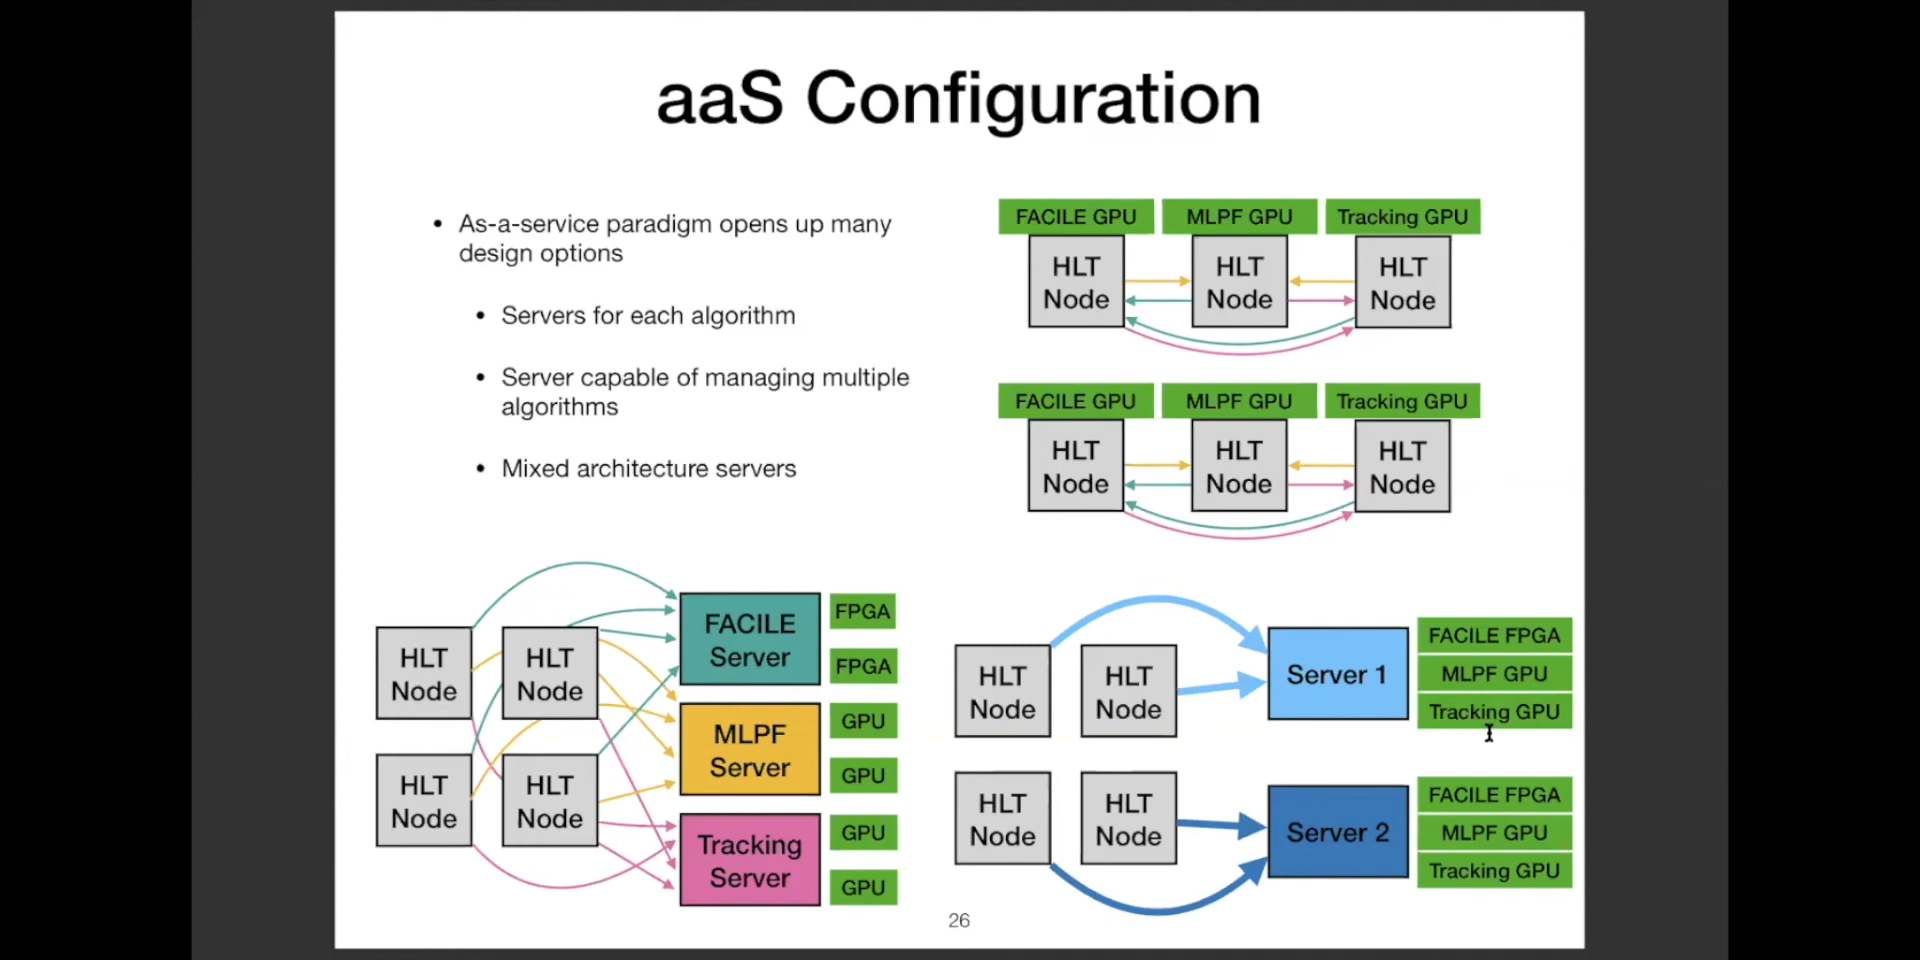 aaS Configuration
• As-a-service paradigm opens up many
design options
• Servers for each algorithm
• Server capable of managing multiple
algorithms
• Mixed architecture servers
FACILE GPU
MLPF GPU
Tracking GPU
HLT
Node
HLT
Node
HLT
Node
FACILE GPU
MLPF GPU
Tracking GPU
HLT
Node
HLT
Node
HLT
Node
HLT
Node
HLT
Node
HLT
Node
HLT
Node
FACILE
Server
FPGA
FPGA
MLPF
Server
GPU
GPU
Tracking
Server
GPU
GPU
HLT
Node
HLT
Node
HLT
Node
HLT
Node
Server 1
FACILE FPGA
MLPF GPU
Tracking GPU
Server 2
FACILE FPGA
MLPF GPU
Tracking GPU
26